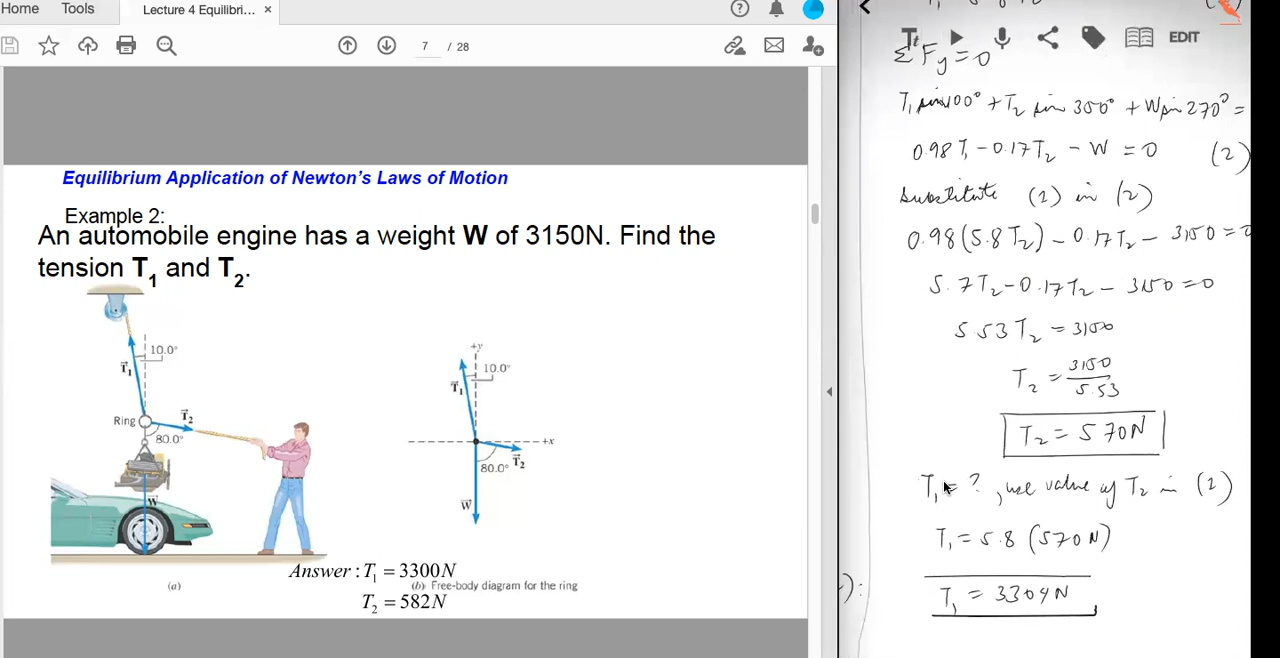 Home Tools Lecture 4 Equilibri... ×
7 / 28
Equilibrium Application of Newton's Laws of Motion
Example 2:
An automobile engine has a weight W of 3150N. Find the
tension T₁ and T₂.
10.0°
T₁
Ring
T₂
80.0°
W
(a)
+y
10.0°
T₁
+x
80.0° T₂
W
Answer : T₁ = 3300N
(b) Free-body diagram for the ring
T₂ = 582N
Tt EDIT
ΣFy = 0
T₁ sin100° + T₂ sin 350° + W sin 270° =
0.98 T₁ - 0.17 T₂ - W = 0 (2)
Substitute (1) in (2)
0.98 (5.8 T₂) - 0.17 T₂ - 3150 = 0
5.7 T₂ - 0.17 T₂ - 3150 = 0
5.53 T₂ = 3150
T₂ = 3150
5.53
T₂ = 570N
T₁ = ? , use value of T₂ in (1)
T₁ = 5.8 (570 N)
):
T₁ = 3304N